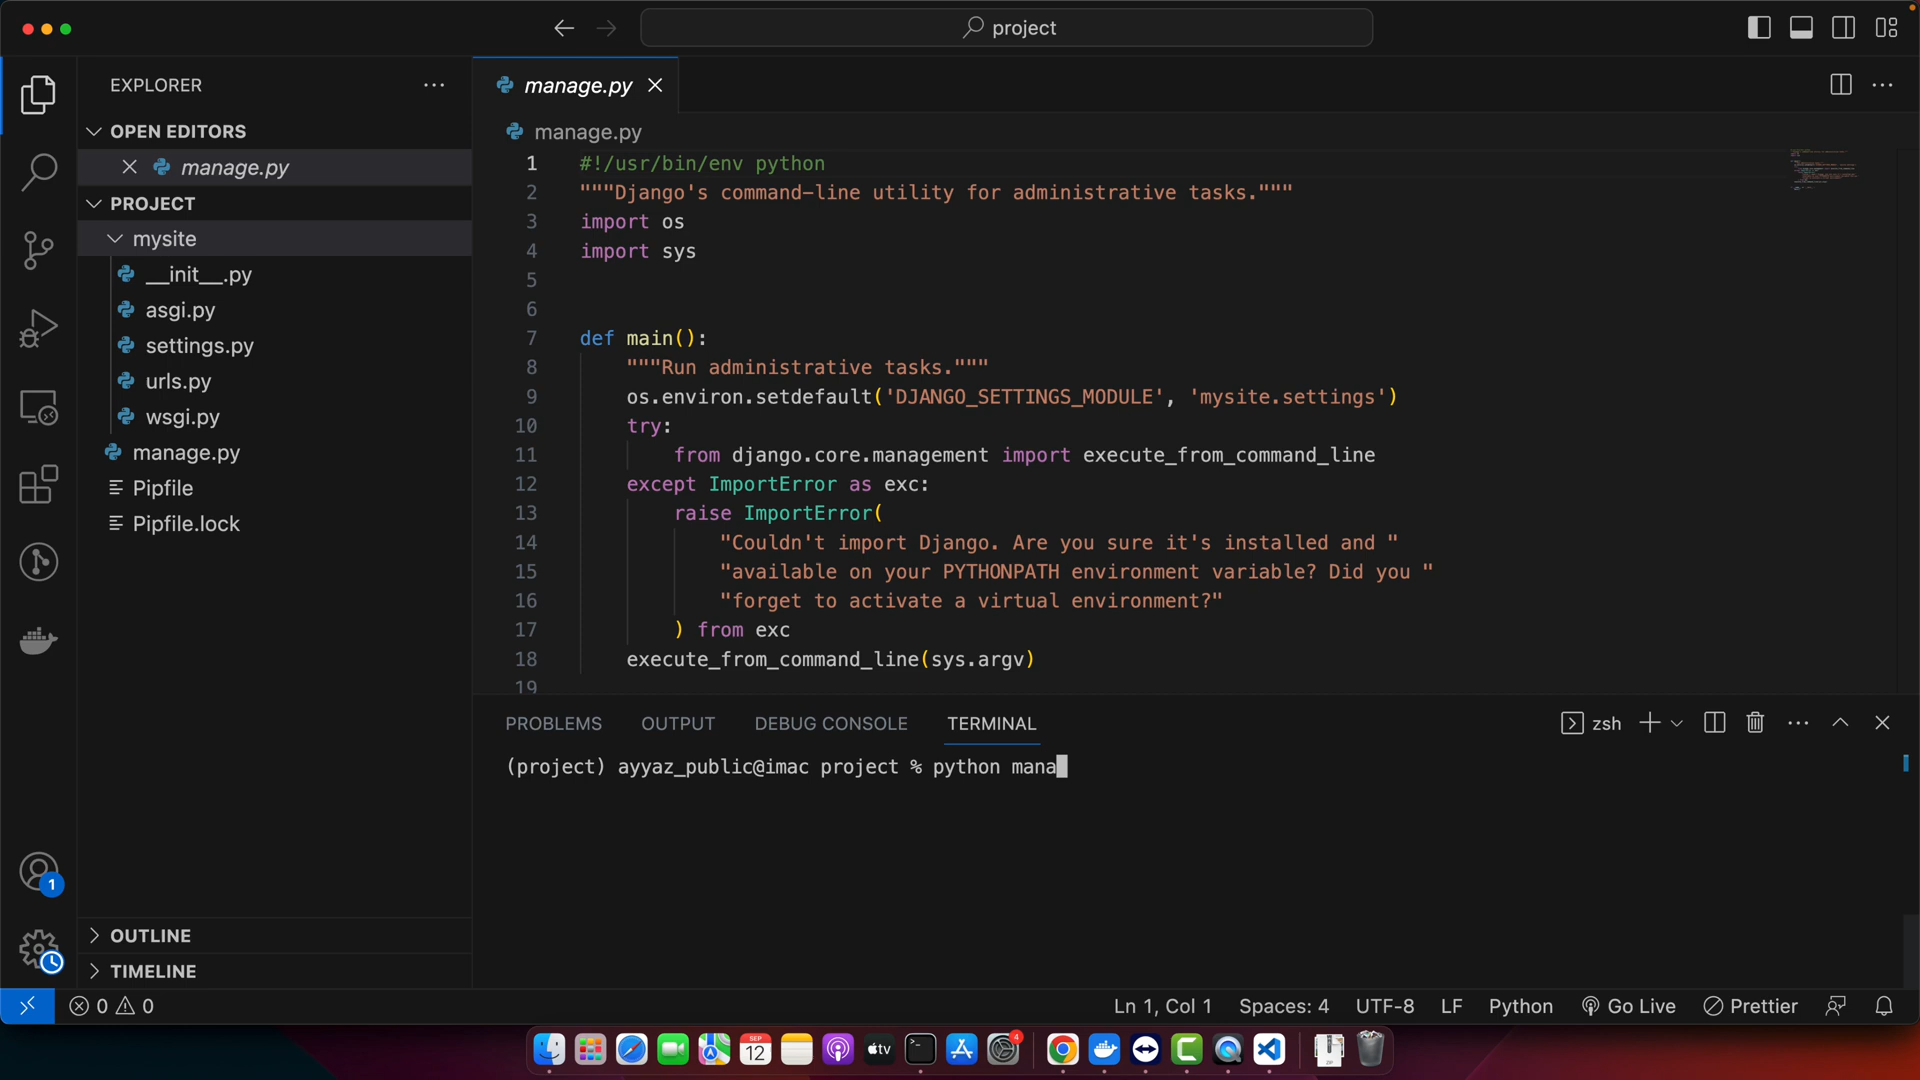 project
EXPLORER
OPEN EDITORS
manage.py
PROJECT
mysite
__init__.py
asgi.py
settings.py
urls.py
wsgi.py
manage.py
Pipfile
Pipfile.lock
OUTLINE
TIMELINE
manage.py
manage.py
1 #!/usr/bin/env python
2 """Django's command-line utility for administrative tasks."""
3 import os
4 import sys
5
6
7 def main():
8 """Run administrative tasks."""
9 os.environ.setdefault('DJANGO_SETTINGS_MODULE', 'mysite.settings')
10 try:
11 from django.core.management import execute_from_command_line
12 except ImportError as exc:
13 raise ImportError(
14 "Couldn't import Django. Are you sure it's installed and "
15 "available on your PYTHONPATH environment variable? Did you "
16 "forget to activate a virtual environment?"
17 ) from exc
18 execute_from_command_line(sys.argv)
19
PROBLEMS OUTPUT DEBUG CONSOLE TERMINAL zsh
(project) ayyaz_public@imac project % python mana
1
0 0 Ln 1, Col 1 Spaces: 4 UTF-8 LF Python Go Live Prettier
SEP
12
tv
4
ZIP